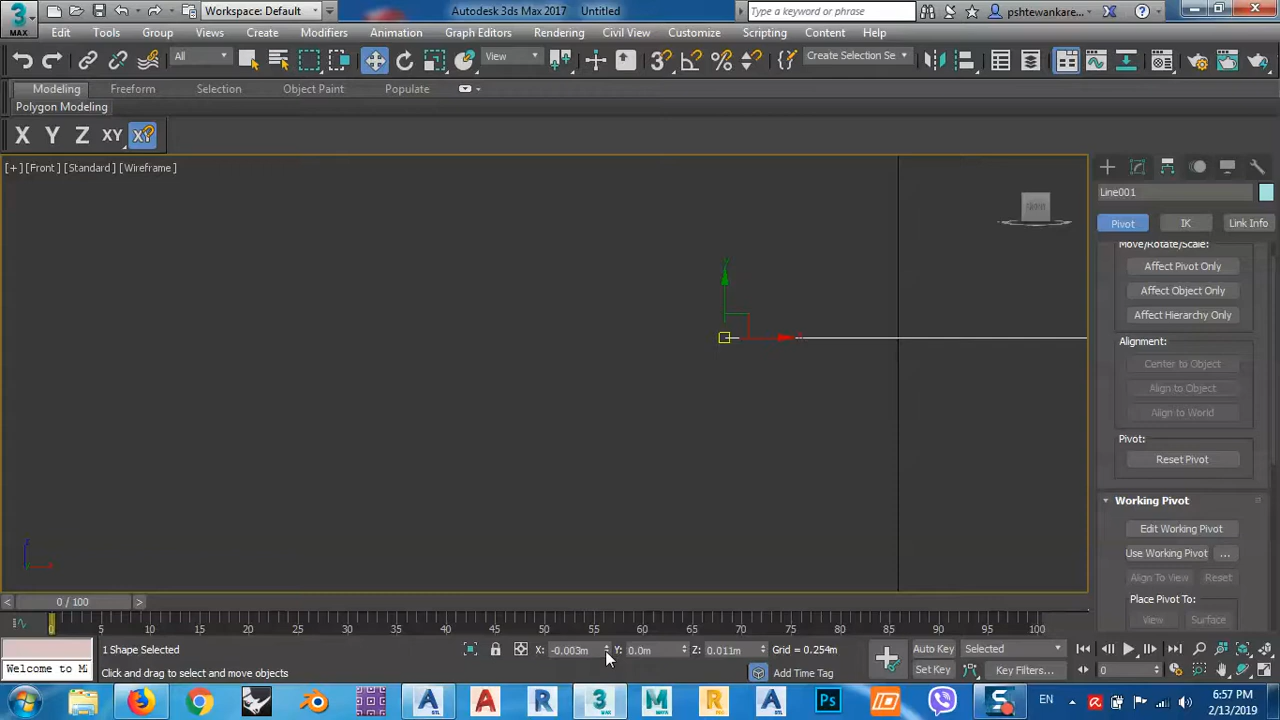 3
MAX
Workspace: Default
Autodesk 3ds Max 2017 Untitled
Type a keyword or phrase
pshtewankare...
Edit Tools Group Views Create Modifiers Animation Graph Editors Rendering Civil View Customize Scripting Content Help
All
View
Create Selection Se
Modeling Freeform Selection Object Paint Populate
Polygon Modeling
X Y Z XY XY
[+] [Front] [Standard] [Wireframe]
Line001
Pivot IK Link Info
Move/Rotate/Scale:
Affect Pivot Only
Affect Object Only
Affect Hierarchy Only
Alignment:
Center to Object
Align to Object
Align to World
Pivot:
Reset Pivot
Working Pivot
Edit Working Pivot
Use Working Pivot ...
Align To View Reset
Place Pivot To:
View Surface
< 0 / 100 >
0 5 10 15 20 25 30 35 40 45 50 55 60 65 70 75 80 85 90 95 100
1 Shape Selected
X: -0.003m Y: 0.0m Z: 0.011m Grid = 0.254m
Auto Key Selected
Welcome to M
Click and drag to select and move objects
Add Time Tag
Set Key Key Filters...
0
EN
6:57 PM
2/13/2019